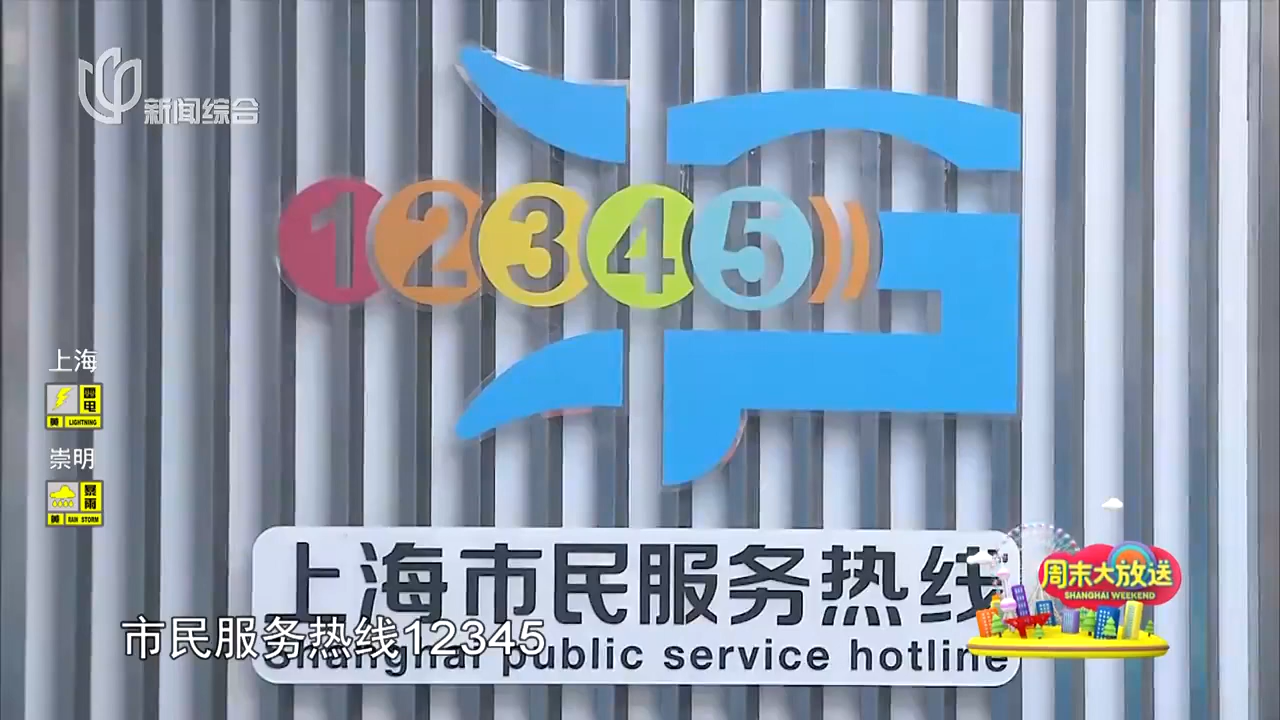 新闻综合
12345
上海
雷电
黄 LIGHTNING
崇明
暴雨
黄 RAIN STORM
上海市民服务热线
Shanghai public service hotline
市民服务热线12345
周末大放送
SHANGHAI WEEKEND